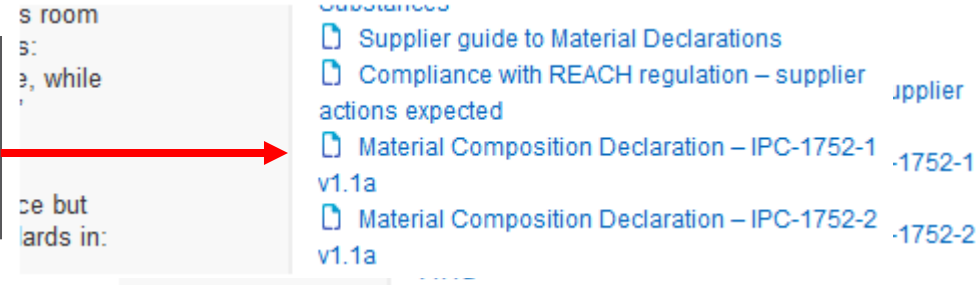 s room
s:
e, while
ce but
ards in:
Substances
Supplier guide to Material Declarations
Compliance with REACH regulation – supplier
actions expected
Material Composition Declaration – IPC-1752-1
v1.1a
Material Composition Declaration – IPC-1752-2
v1.1a
upplier
-1752-1
-1752-2